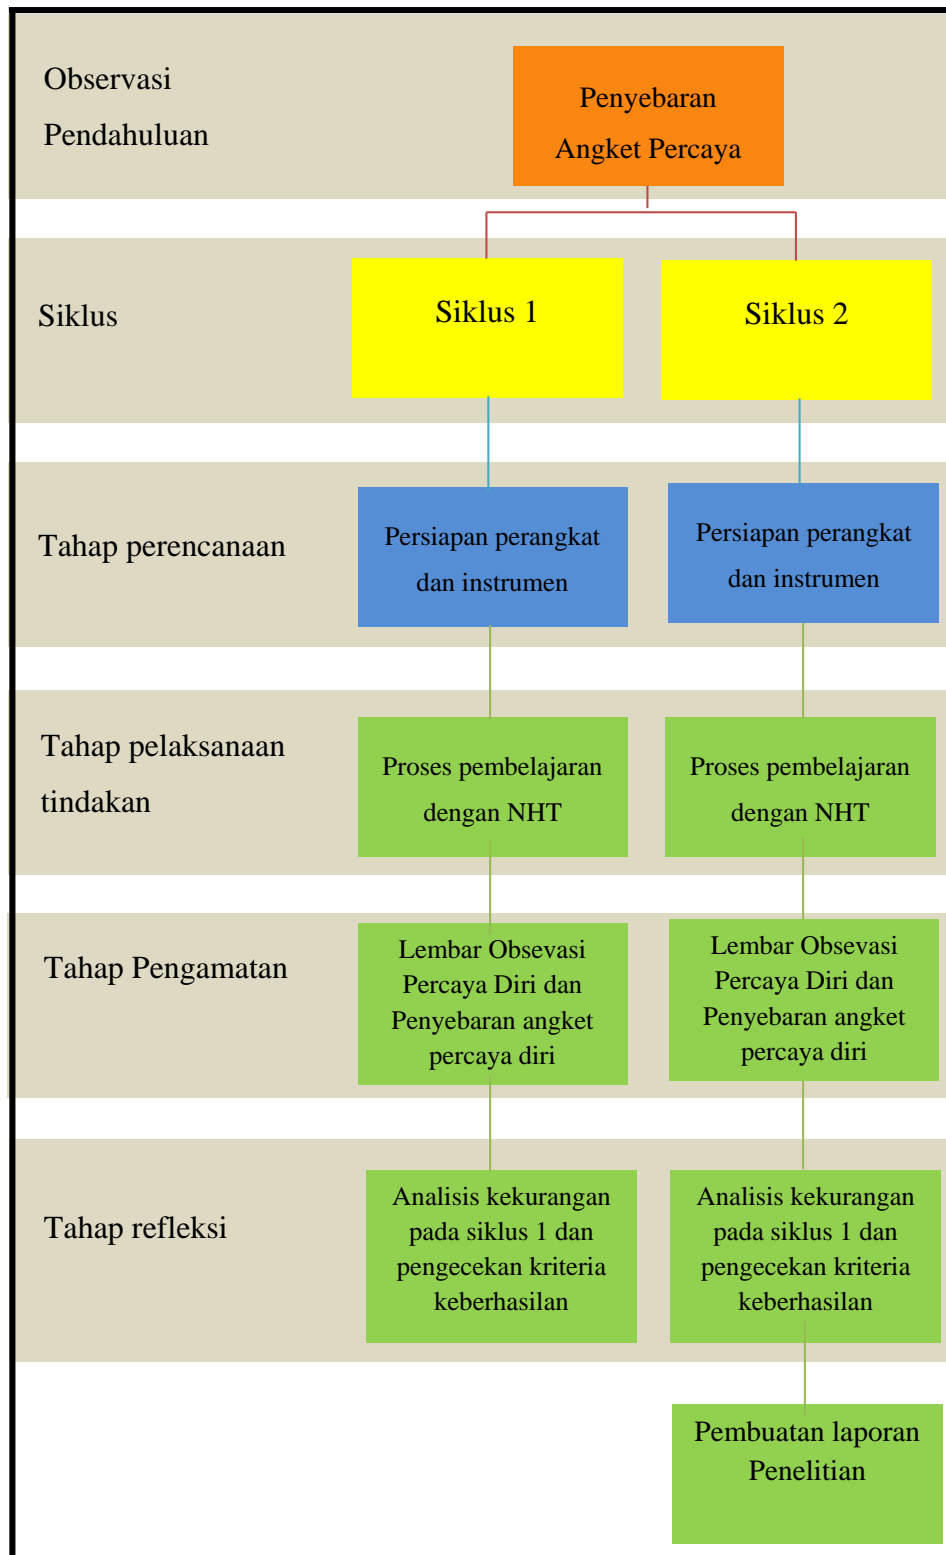 Observasi
Pendahuluan
Penyebaran
Angket Percaya
Siklus
Siklus 1
Siklus 2
Tahap perencanaan
Persiapan perangkat
dan instrumen
Persiapan perangkat
dan instrumen
Tahap pelaksanaan
tindakan
Proses pembelajaran
dengan NHT
Proses pembelajaran
dengan NHT
Tahap Pengamatan
Lembar Obsevasi
Percaya Diri dan
Penyebaran angket
percaya diri
Lembar Obsevasi
Percaya Diri dan
Penyebaran angket
percaya diri
Tahap refleksi
Analisis kekurangan
pada siklus 1 dan
pengecekan kriteria
keberhasilan
Analisis kekurangan
pada siklus 1 dan
pengecekan kriteria
keberhasilan
Pembuatan laporan
Penelitian